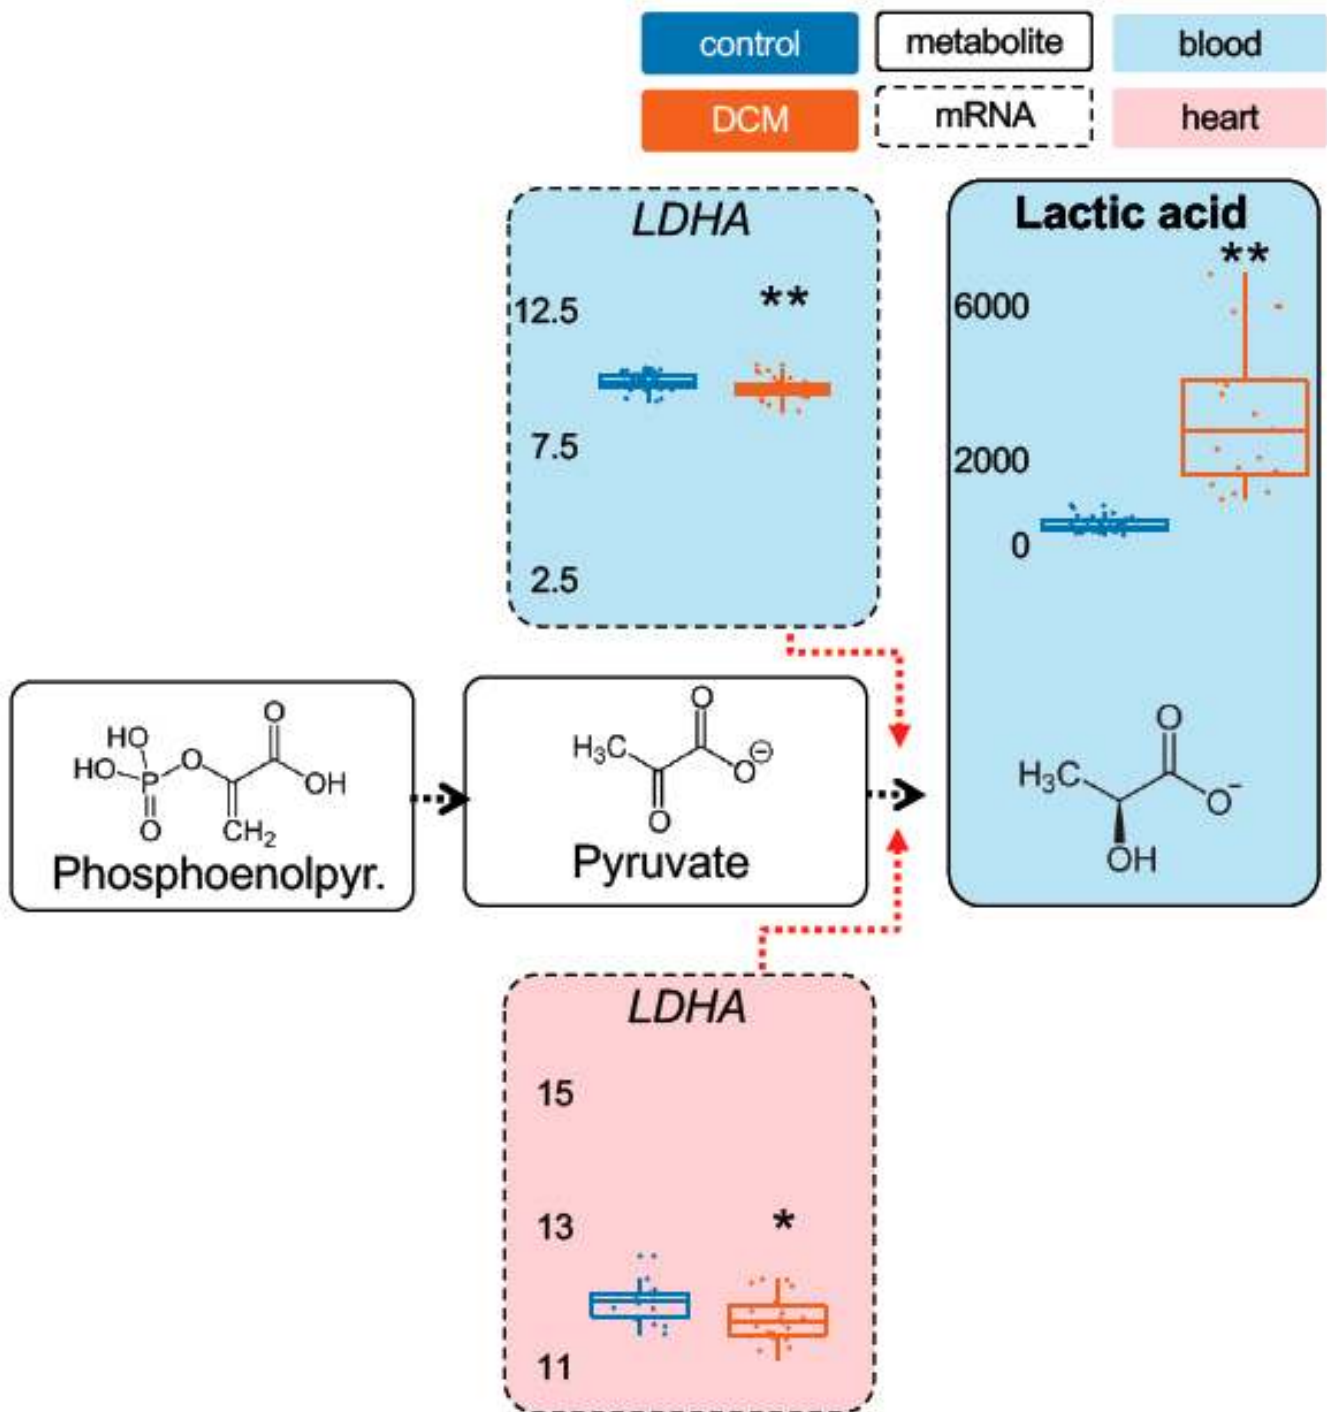 control metabolite blood
DCM mRNA heart
LDHA
**
12.5
7.5
2.5
Lactic acid
**
6000
2000
0
H₃C O O⁻
OH
HO O
HO P O OH
O CH₂
Phosphoenolpyr.
O
H₃C O⊖
O
Pyruvate
LDHA
15
13
*
11